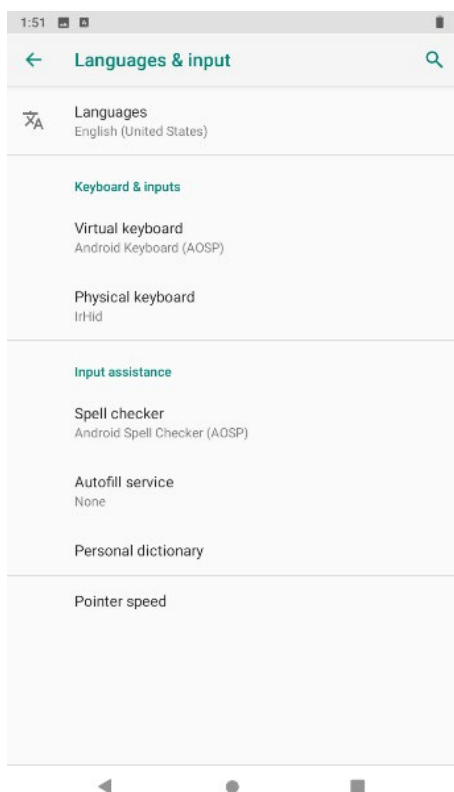 1:51
Languages & input
Languages
English (United States)
Keyboard & inputs
Virtual keyboard
Android Keyboard (AOSP)
Physical keyboard
IrHid
Input assistance
Spell checker
Android Spell Checker (AOSP)
Autofill service
None
Personal dictionary
Pointer speed